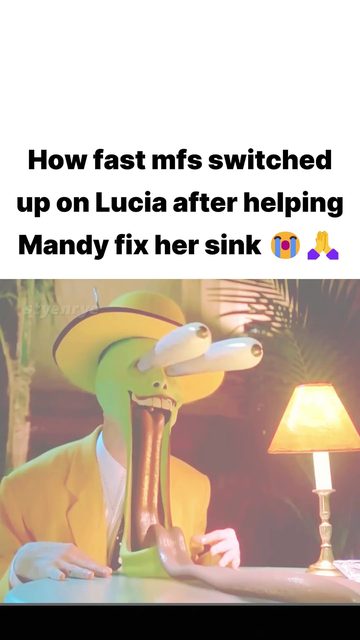 How fast mfs switched
up on Lucia after helping
Mandy fix her sink 😭 🙏